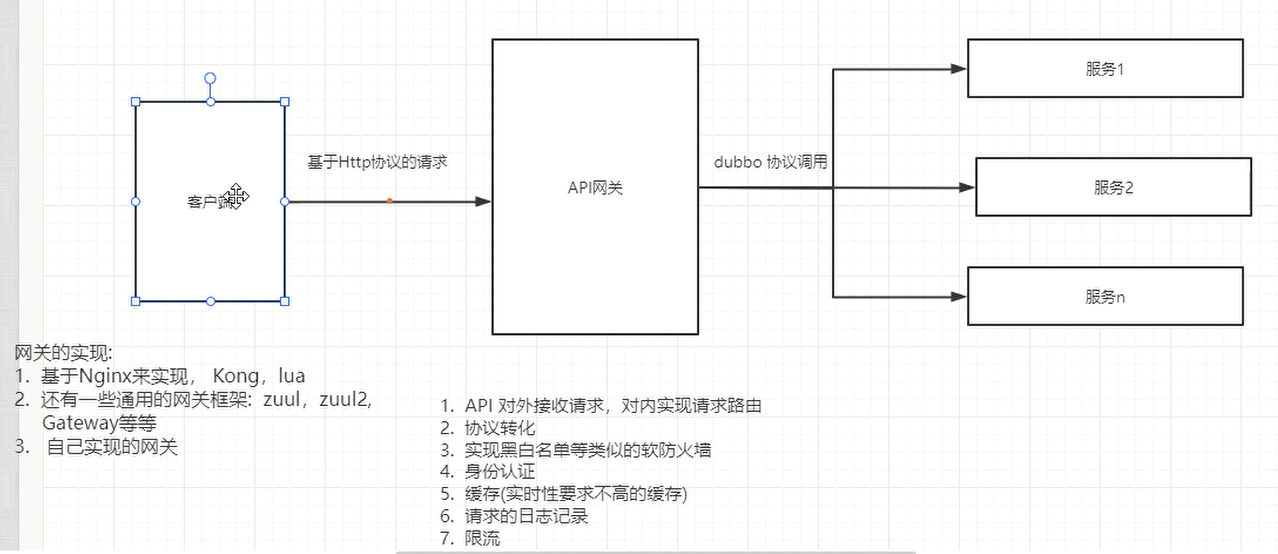 服务1
基于Http协议的请求
dubbo 协议调用
客户端
API网关
服务2
服务n
网关的实现:
1. 基于Nginx来实现， Kong，lua
2. 还有一些通用的网关框架: zuul，zuul2,
Gateway等等
3. 自己实现的网关
1. API 对外接收请求，对内实现请求路由
2. 协议转化
3. 实现黑白名单等类似的软防火墙
4. 身份认证
5. 缓存(实时性要求不高的缓存)
6. 请求的日志记录
7. 限流